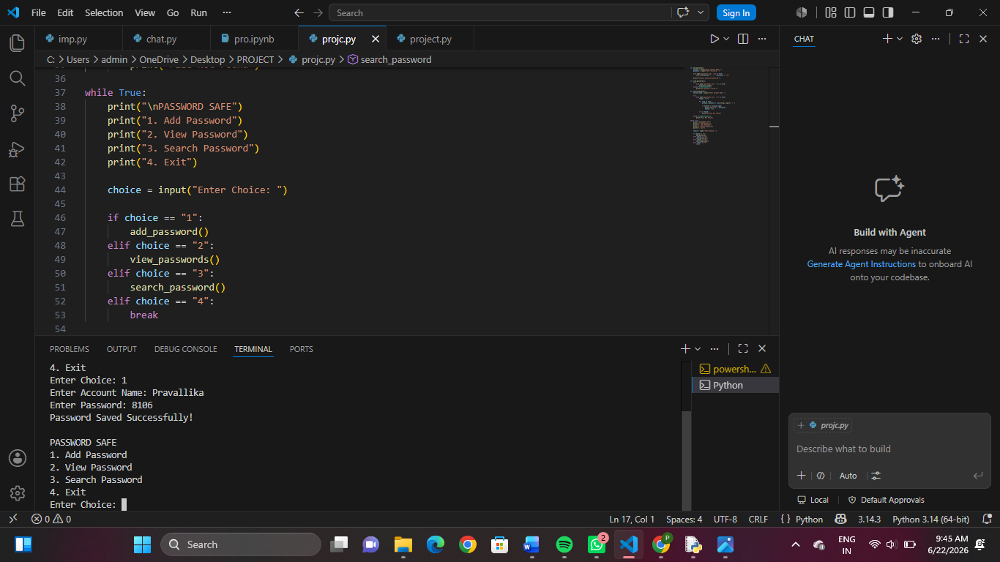 File Edit Selection View Go Run ··· Search Sign In
imp.py chat.py pro.ipynb projc.py project.py
CHAT
C: > Users > admin > OneDrive > Desktop > PROJECT > projc.py > search_password
36
37 while True:
38 print("\nPASSWORD SAFE")
39 print("1. Add Password")
40 print("2. View Password")
41 print("3. Search Password")
42 print("4. Exit")
43
44 choice = input("Enter Choice: ")
45
46 if choice == "1":
47 add_password()
48 elif choice == "2":
49 view_passwords()
50 elif choice == "3":
51 search_password()
52 elif choice == "4":
53 break
54
Build with Agent
AI responses may be inaccurate
Generate Agent Instructions to onboard AI
onto your codebase.
PROBLEMS OUTPUT DEBUG CONSOLE TERMINAL PORTS
4. Exit
Enter Choice: 1
Enter Account Name: Pravallika
Enter Password: 8106
Password Saved Successfully!
PASSWORD SAFE
1. Add Password
2. View Password
3. Search Password
4. Exit
Enter Choice:
powersh...
Python
projc.py
Describe what to build
Auto
Local Default Approvals
0 0 Ln 17, Col 1 Spaces: 4 UTF-8 CRLF { } Python 3.14.3 Python 3.14 (64-bit)
Search
2
P
ENG
IN
9:45 AM
6/22/2026